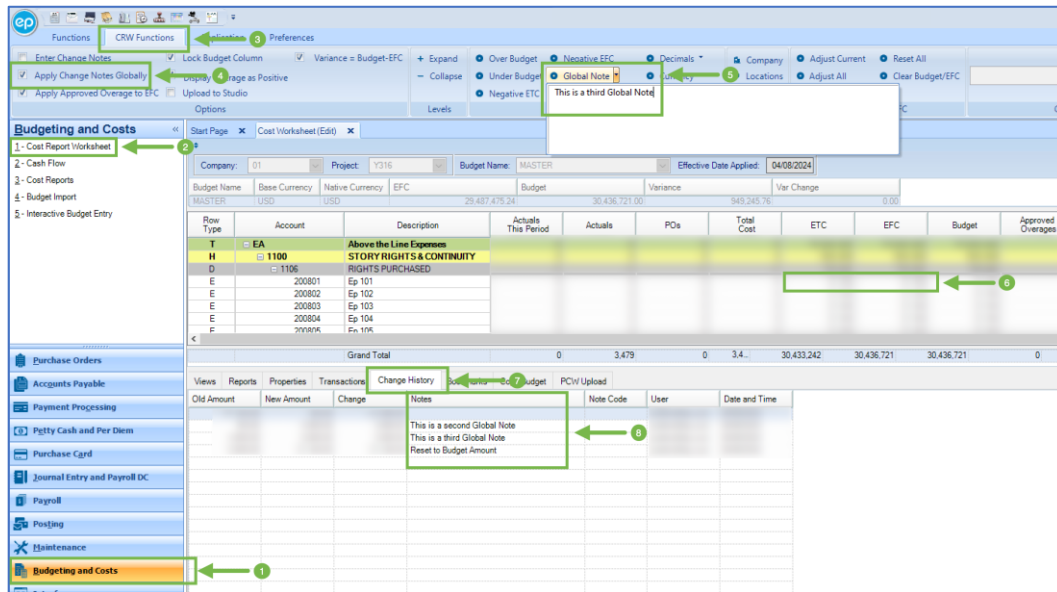 ep
Functions CRW Functions Application Preferences
3
Enter Change Notes Lock Budget Column Variance = Budget-EFC + Expand Over Budget Negative EFC Decimals Company Adjust Current Reset All
Apply Change Notes Globally 4 Display Overage as Positive - Collapse Under Budget Global Note 5 Locations Adjust All Clear Budget/EFC
Apply Approved Overage to EFC Upload to Studio Negative ETC This is a third Global Note
Options Levels
Budgeting and Costs «
Start Page x Cost Worksheet (Edit) x
1 - Cost Report Worksheet 2
2 - Cash Flow
3 - Cost Reports
4 - Budget Import
5 - Interactive Budget Entry
Company: 01 Project: Y316 Budget Name: MASTER Effective Date Applied: 04/08/2024
Budget Name Base Currency Native Currency EFC Budget Variance Var Change
MASTER USD USD 29,487,475.24 30,436,721.00 949,245.76 0.00
Row Type Account Description Actuals This Period Actuals POs Total Cost ETC EFC Budget Approved Overages
T EA Above the Line Expenses
H 1100 STORY RIGHTS & CONTINUITY
D 1106 RIGHTS PURCHASED
E 200801 Ep 101
6
E 200802 Ep 102
E 200803 Ep 103
E 200804 Ep 104
E 200805 Ep 105
Grand Total 0 3,479 0 3,4.. 30,433,242 30,436,721 30,436,721 0
Views Reports Properties Transactions Change History 7 Budget PCW Upload
Old Amount New Amount Change Notes Note Code User Date and Time
This is a second Global Note
This is a third Global Note
8
Reset to Budget Amount
Purchase Orders
Accounts Payable
Payment Processing
Petty Cash and Per Diem
Purchase Card
Journal Entry and Payroll DC
Payroll
Posting
Maintenance
Budgeting and Costs
1